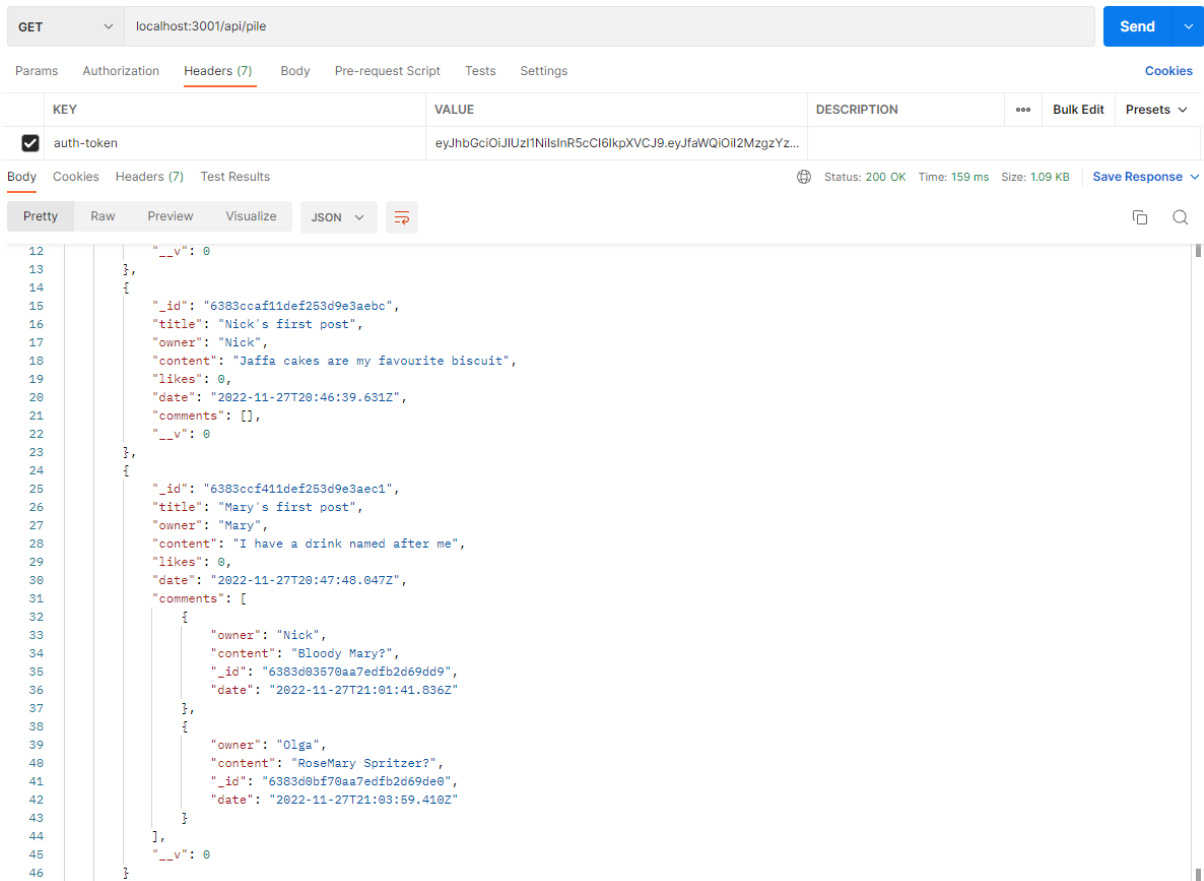 GET localhost:3001/api/pile Send
Params Authorization Headers (7) Body Pre-request Script Tests Settings Cookies
KEY VALUE DESCRIPTION ••• Bulk Edit Presets
auth-token eyJhbGciOiJIUzI1NiIsInR5cCI6IkpXVCJ9.eyJfaWQiOiI2MzgzYz...
Body Cookies Headers (7) Test Results Status: 200 OK Time: 159 ms Size: 1.09 KB Save Response
Pretty Raw Preview Visualize JSON
12 "__v": 0
13 },
14 {
15 "_id": "6383ccaf11def253d9e3aebc",
16 "title": "Nick's first post",
17 "owner": "Nick",
18 "content": "Jaffa cakes are my favourite biscuit",
19 "likes": 0,
20 "date": "2022-11-27T20:46:39.631Z",
21 "comments": [],
22 "__v": 0
23 },
24 {
25 "_id": "6383ccf411def253d9e3aec1",
26 "title": "Mary's first post",
27 "owner": "Mary",
28 "content": "I have a drink named after me",
29 "likes": 0,
30 "date": "2022-11-27T20:47:48.047Z",
31 "comments": [
32 {
33 "owner": "Nick",
34 "content": "Bloody Mary?",
35 "_id": "6383d03570aa7edfb2d69dd9",
36 "date": "2022-11-27T21:01:41.836Z"
37 },
38 {
39 "owner": "Olga",
40 "content": "RoseMary Spritzer?",
41 "_id": "6383d0bf70aa7edfb2d69de0",
42 "date": "2022-11-27T21:03:59.410Z"
43 }
44 ],
45 "__v": 0
46 }